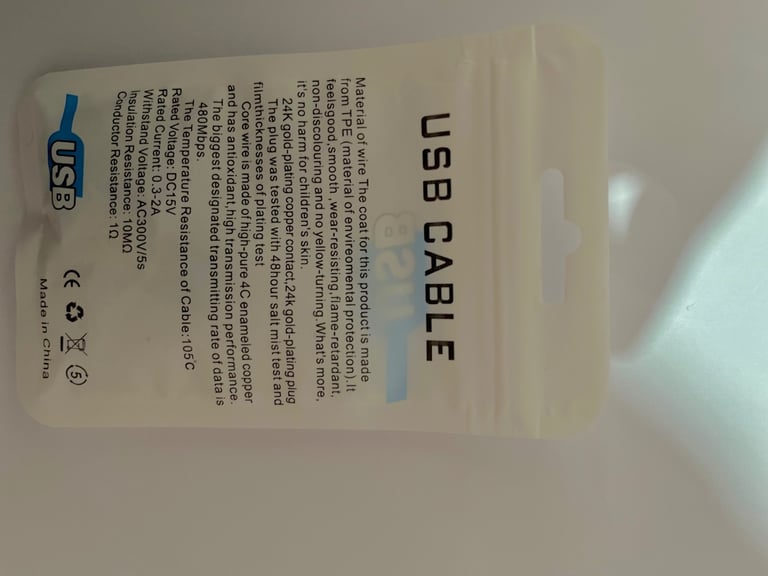 USB CABLE
Material of wire The coat for this product is made
from TPE (material of envireomental protection).It
feelsgood,smooth ,wear-resisting,flame-retardant,
non-discolouring and no yellow-turning.What's more,
it's no harm for children's skin.
24K gold-plating copper contact,24k gold-plating plug
The plug was tested with 48hour salt mist test and
filmthicknesses of plating test
Core wire is made of high-pure 4C enameled copper
and has antioxidant,high transmission performance.
The biggest designated transmitting rate of data is
480Mbps.
The Temperature Resistance of Cable:105℃
Rated Voltage: DC15V
Rated Current: 0.3-2A
Withstand Voltage: AC300V/5s
Insulation Resistance: 10MΩ
Conductor Resistance: 1Ω
USB
CE
5
Made in China
USB